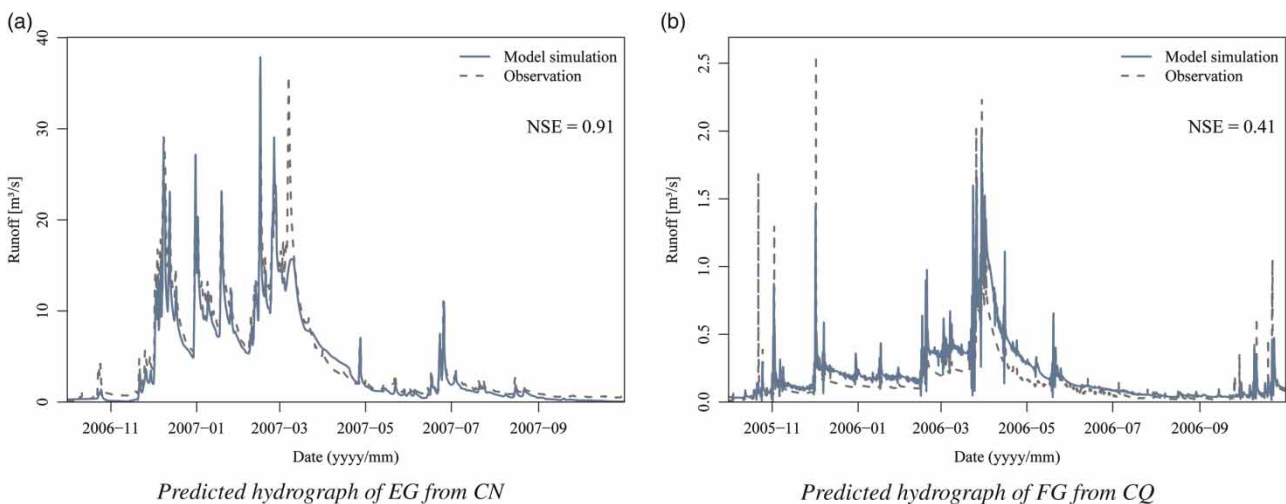 (a)
40
30
20
10
0
Runoff [m³/s]
Model simulation
Observation
NSE = 0.91
2006−11 2007−01 2007−03 2007−05 2007−07 2007−09
Date (yyyy/mm)
Predicted hydrograph of EG from CN
(b)
2.5
2.0
1.5
1.0
0.5
0.0
Runoff [m³/s]
Model simulation
Observation
NSE = 0.41
2005−11 2006−01 2006−03 2006−05 2006−07 2006−09
Date (yyyy/mm)
Predicted hydrograph of FG from CQ